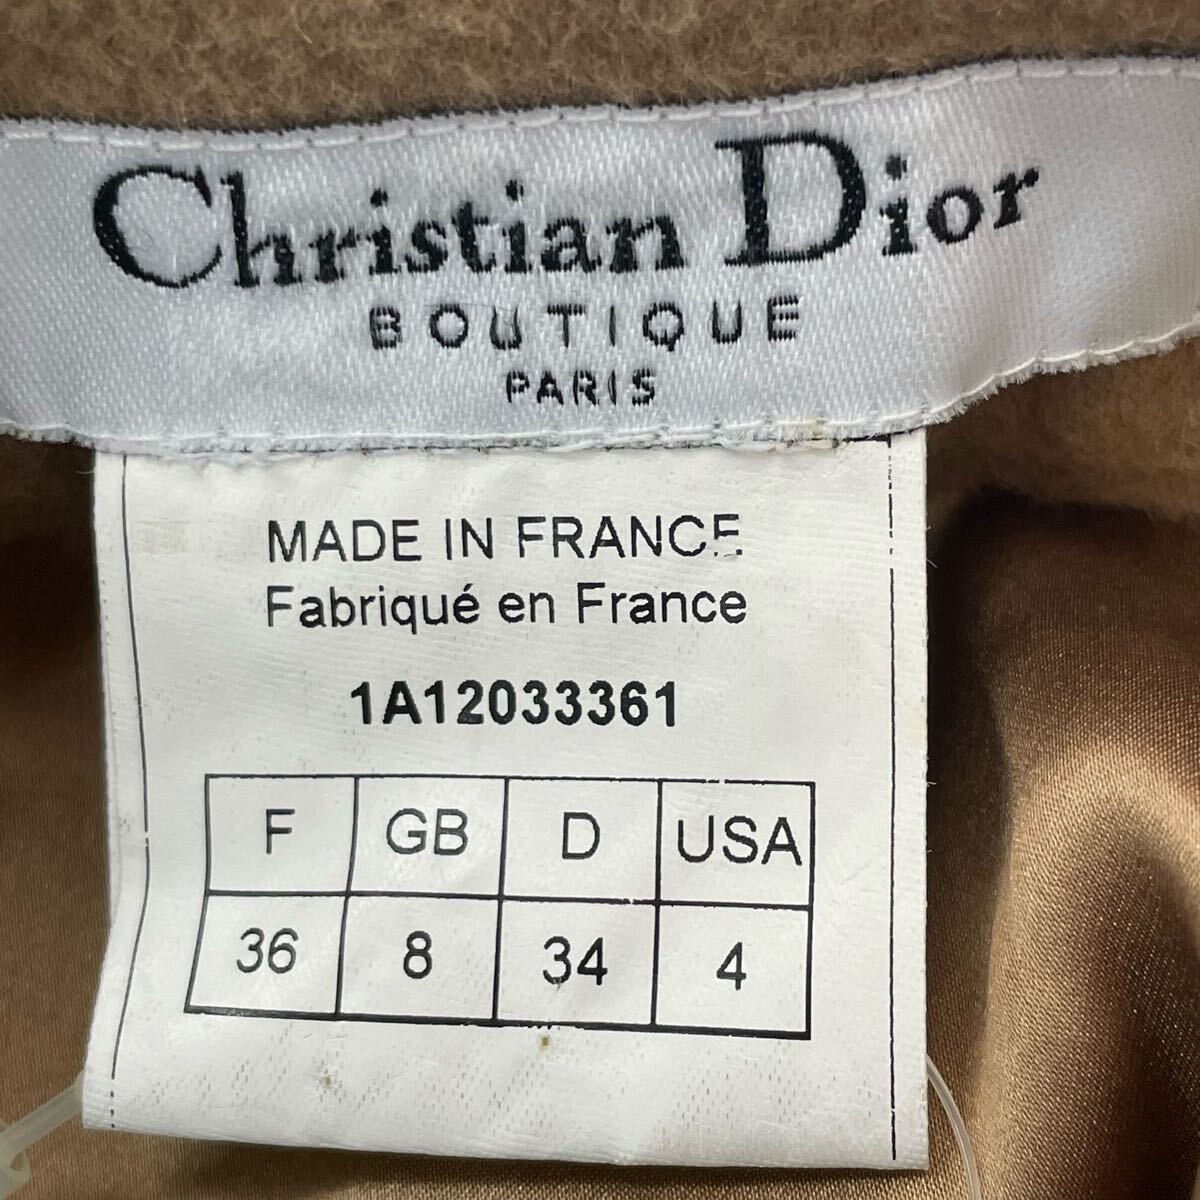 Christian Dior
BOUTIQUE
PARIS
MADE IN FRANCE
Fabriqué en France
1A12033361
F GB D USA
36 8 34 4